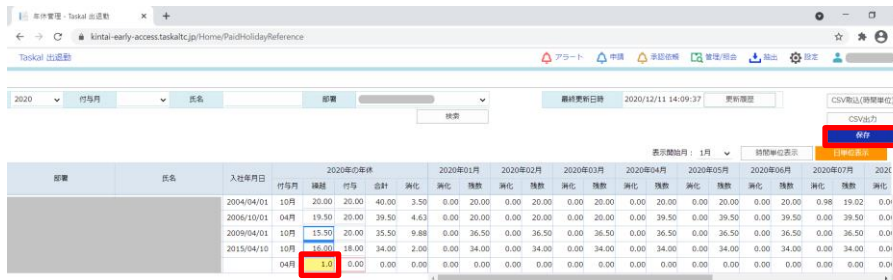 年休管理 - Taskal 出退勤 × +
kintai-early-access.taskaltc.jp/Home/PaidHolidayReference
Taskal 出退勤 アラート 申請 承認依頼 管理/照会 抽出 設定
2020 付与月 氏名 部署 最終更新日時 2020/12/11 14:09:37 更新履歴 CSV取込(時間単位)
検索 CSV出力
保存
表示開始月: 1月 時間単位表示 日単位表示
部署 氏名 入社年月日 2020年の年休 2020年01月 2020年02月 2020年03月 2020年04月 2020年05月 2020年06月 2020年07月 2020
付与月 繰越 付与 合計 消化 消化 残数 消化 残数 消化 残数 消化 残数 消化 残数 消化 残数 消化 残数 消化
2004/04/01 10月 20.00 20.00 40.00 3.50 0.00 20.00 0.00 20.00 0.00 20.00 0.00 20.00 0.00 20.00 0.00 20.00 0.98 19.02 0.0
2006/10/01 04月 19.50 20.00 39.50 4.63 0.00 20.00 0.00 20.00 0.00 20.00 0.00 39.50 0.00 39.50 0.00 39.50 0.00 39.50 0.0
2009/04/01 10月 15.50 20.00 35.50 9.88 0.00 36.50 0.00 36.50 0.00 36.50 0.00 36.50 0.00 36.50 0.00 36.50 0.00 36.50 0.0
2015/04/10 10月 16.00 18.00 34.00 2.00 0.00 34.00 0.00 34.00 0.00 34.00 0.00 34.00 0.00 34.00 0.00 34.00 0.00 34.00 0.0
04月 1.0 0.00 0.00 0.00 0.00 0.00 0.00 0.00 0.00 0.00 0.00 0.00 0.00 0.00 0.00 0.00 0.00 0.00 0.0